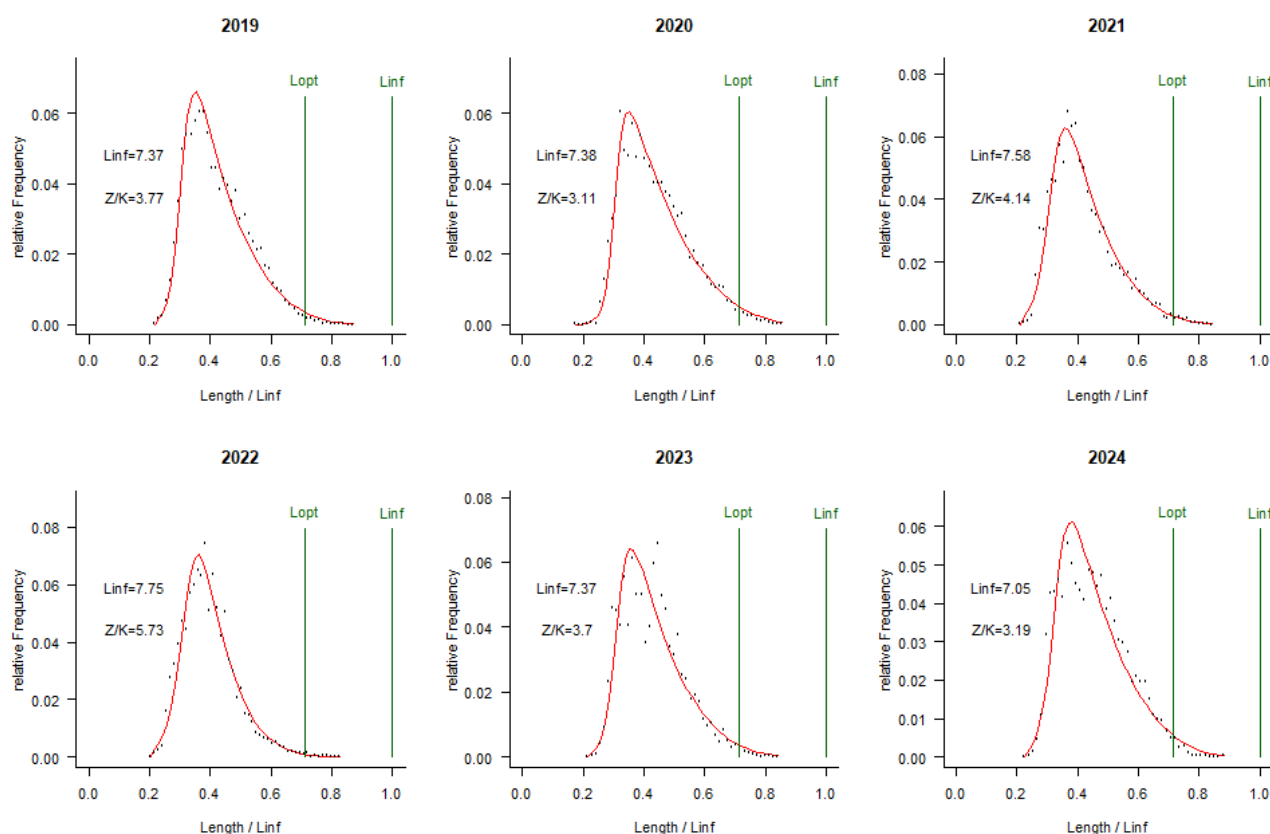 2019
relative Frequency
0.00
0.02
0.04
0.06
Linf=7.37
Z/K=3.77
Lopt
Linf
0.0 0.2 0.4 0.6 0.8 1.0
Length / Linf
2020
relative Frequency
0.00
0.02
0.04
0.06
Linf=7.38
Z/K=3.11
Lopt
Linf
0.0 0.2 0.4 0.6 0.8 1.0
Length / Linf
2021
relative Frequency
0.00
0.02
0.04
0.06
0.08
Linf=7.58
Z/K=4.14
Lopt
Linf
0.0 0.2 0.4 0.6 0.8 1.0
Length / Linf
2022
relative Frequency
0.00
0.02
0.04
0.06
0.08
Linf=7.75
Z/K=5.73
Lopt
Linf
0.0 0.2 0.4 0.6 0.8 1.0
Length / Linf
2023
relative Frequency
0.00
0.02
0.04
0.06
0.08
Linf=7.37
Z/K=3.7
Lopt
Linf
0.0 0.2 0.4 0.6 0.8 1.0
Length / Linf
2024
relative Frequency
0.00
0.01
0.02
0.03
0.04
0.05
0.06
Linf=7.05
Z/K=3.19
Lopt
Linf
0.0 0.2 0.4 0.6 0.8 1.0
Length / Linf